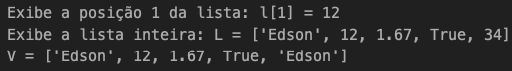 Exibe a posição 1 da lista: l[1] = 12
Exibe a lista inteira: L = ['Edson', 12, 1.67, True, 34]
V = ['Edson', 12, 1.67, True, 'Edson']